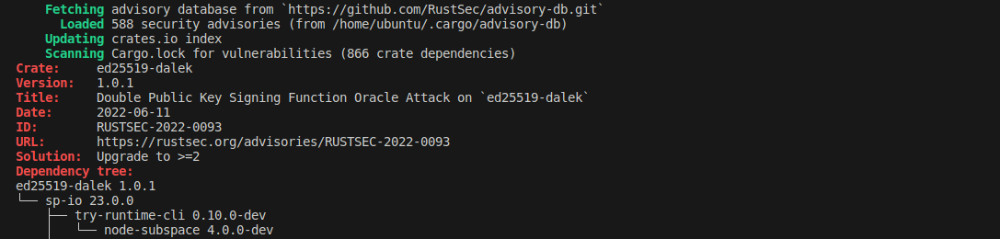 Fetching advisory database from `https://github.com/RustSec/advisory-db.git`
Loaded 588 security advisories (from /home/ubuntu/.cargo/advisory-db)
Updating crates.io index
Scanning Cargo.lock for vulnerabilities (866 crate dependencies)
Crate:     ed25519-dalek
Version:   1.0.1
Title:     Double Public Key Signing Function Oracle Attack on `ed25519-dalek`
Date:      2022-06-11
ID:        RUSTSEC-2022-0093
URL:       https://rustsec.org/advisories/RUSTSEC-2022-0093
Solution:  Upgrade to >=2
Dependency tree:
ed25519-dalek 1.0.1
└── sp-io 23.0.0
    ├── try-runtime-cli 0.10.0-dev
    │   └── node-subspace 4.0.0-dev